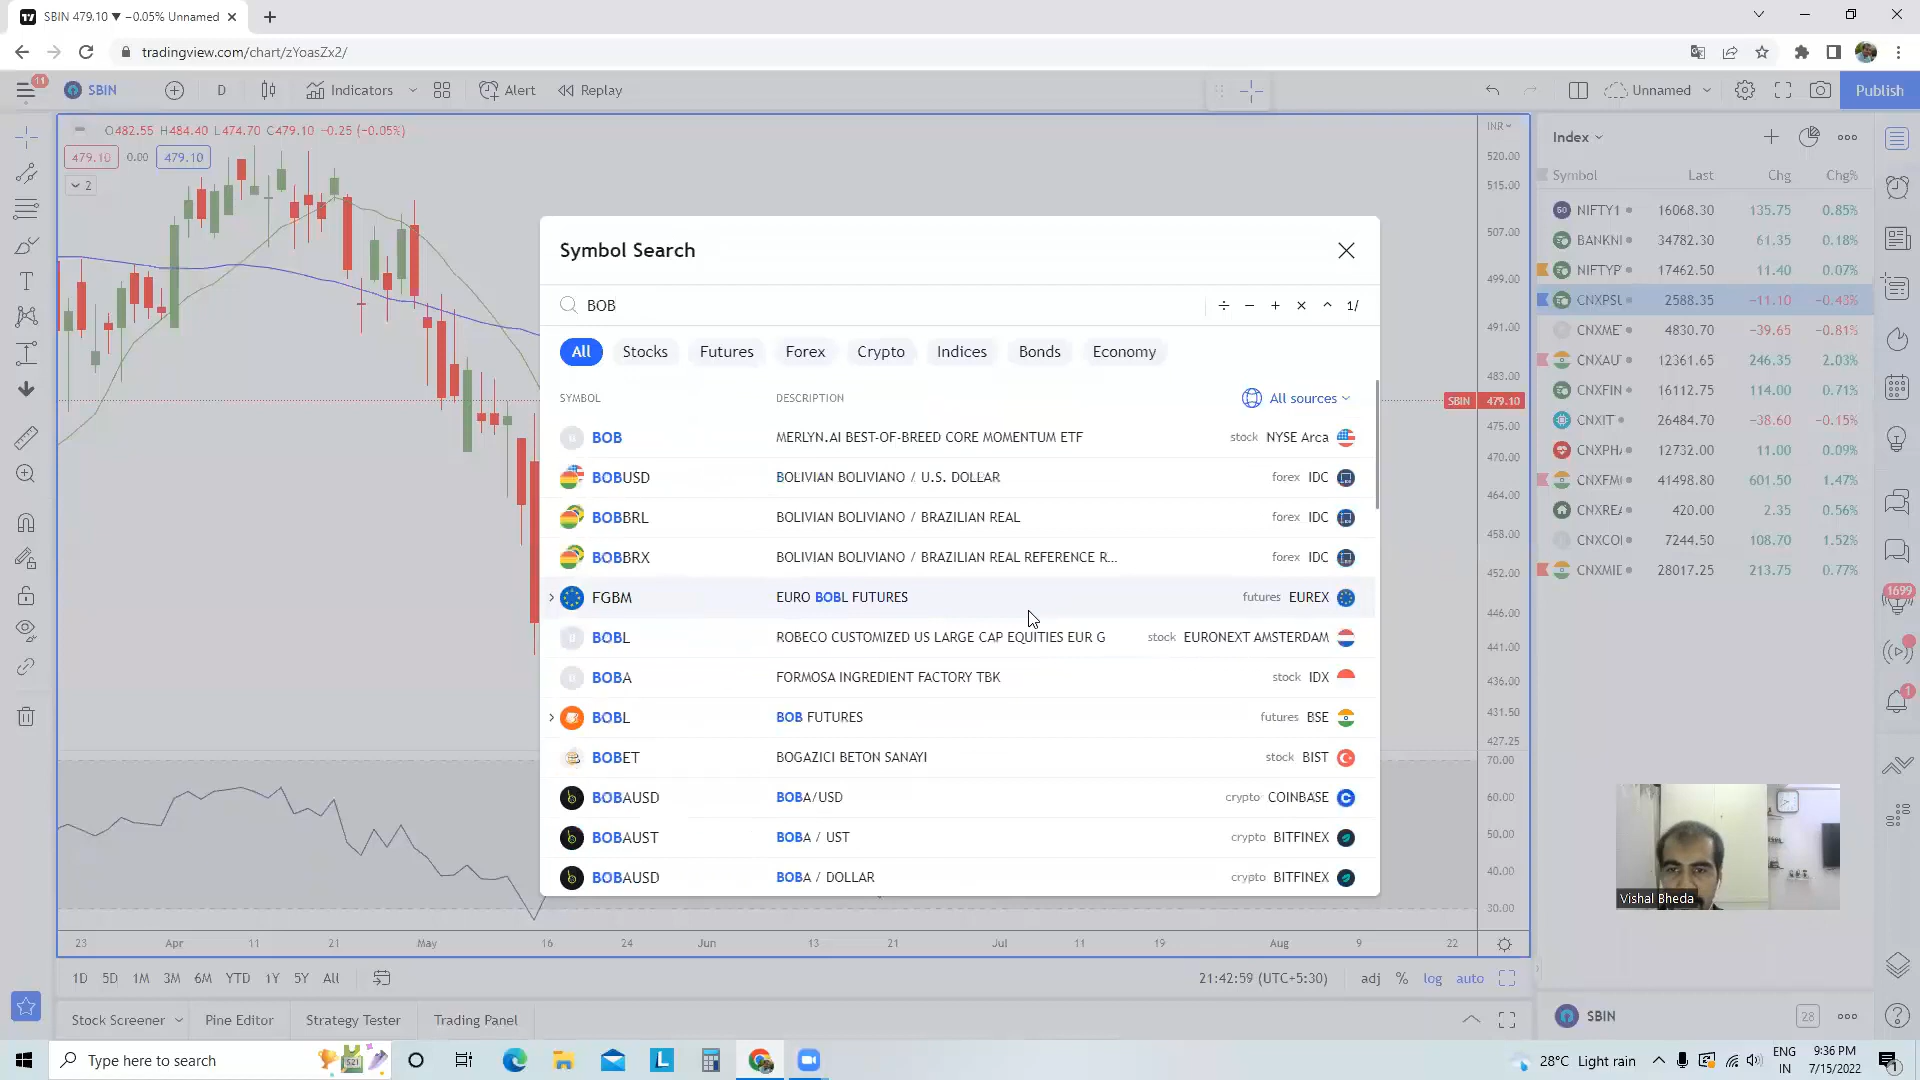 SBIN 479.10 ▼ −0.05% Unnamed
tradingview.com/chart/zYoasZx2/
11
SBIN
D
Indicators
Alert
Replay
Unnamed
Publish
O482.55 H484.40 L474.70 C479.10 −0.25 (−0.05%)
479.10 0.00 479.10
2
INR
520.00
515.00
507.00
499.00
491.00
483.00
SBIN 479.10
475.00
470.00
464.00
458.00
452.00
446.00
441.00
436.00
431.50
427.25
70.00
60.00
50.00
40.00
30.00
Symbol Search
BOB
÷ − + × ^ 1/
All Stocks Futures Forex Crypto Indices Bonds Economy
SYMBOL DESCRIPTION All sources
BOB MERLYN.AI BEST-OF-BREED CORE MOMENTUM ETF stock NYSE Arca
BOBUSD BOLIVIAN BOLIVIANO / U.S. DOLLAR forex IDC
BOBBRL BOLIVIAN BOLIVIANO / BRAZILIAN REAL forex IDC
BOBBRX BOLIVIAN BOLIVIANO / BRAZILIAN REAL REFERENCE R... forex IDC
FGBM EURO BOBL FUTURES futures EUREX
BOBL ROBECO CUSTOMIZED US LARGE CAP EQUITIES EUR G stock EURONEXT AMSTERDAM
BOBA FORMOSA INGREDIENT FACTORY TBK stock IDX
BOBL BOB FUTURES futures BSE
BOBET BOGAZICI BETON SANAYI stock BIST
BOBAUSD BOBA/USD crypto COINBASE
BOBAUST BOBA / UST crypto BITFINEX
BOBAUSD BOBA / DOLLAR crypto BITFINEX
23 Apr 11 21 May 16 24 Jun 13 21 Jul 11 19 Aug 9 22
1D 5D 1M 3M 6M YTD 1Y 5Y All
21:42:59 (UTC+5:30) adj % log auto
Stock Screener Pine Editor Strategy Tester Trading Panel
Index
Symbol Last Chg Chg%
50 NIFTY1 16068.30 135.75 0.85%
BANKNI 34782.30 61.35 0.18%
NIFTYP 17462.50 11.40 0.07%
CNXPSU 2588.35 −11.10 −0.43%
CNXME 4830.70 −39.65 −0.81%
CNXAU 12361.65 246.35 2.03%
CNXFIN 16112.75 114.00 0.71%
CNXIT 26484.70 −38.60 −0.15%
CNXPH 12732.00 11.00 0.09%
CNXFM 41498.80 601.50 1.47%
CNXRE 420.00 2.35 0.56%
CNXCO 7244.50 108.70 1.52%
CNXMI 28017.25 213.75 0.77%
1699
1
Vishal Bheda
SBIN 28
Type here to search
28°C Light rain
ENG
IN
9:36 PM
7/15/2022
1